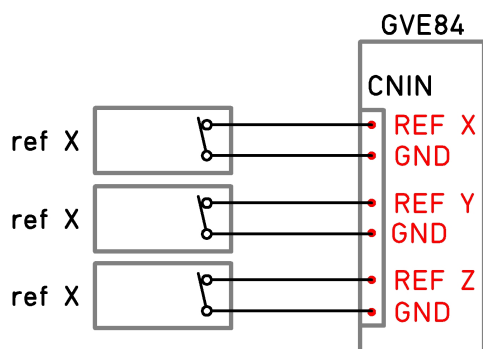 GVE84
CNIN
ref X
REF X
GND
ref X
REF Y
GND
ref X
REF Z
GND